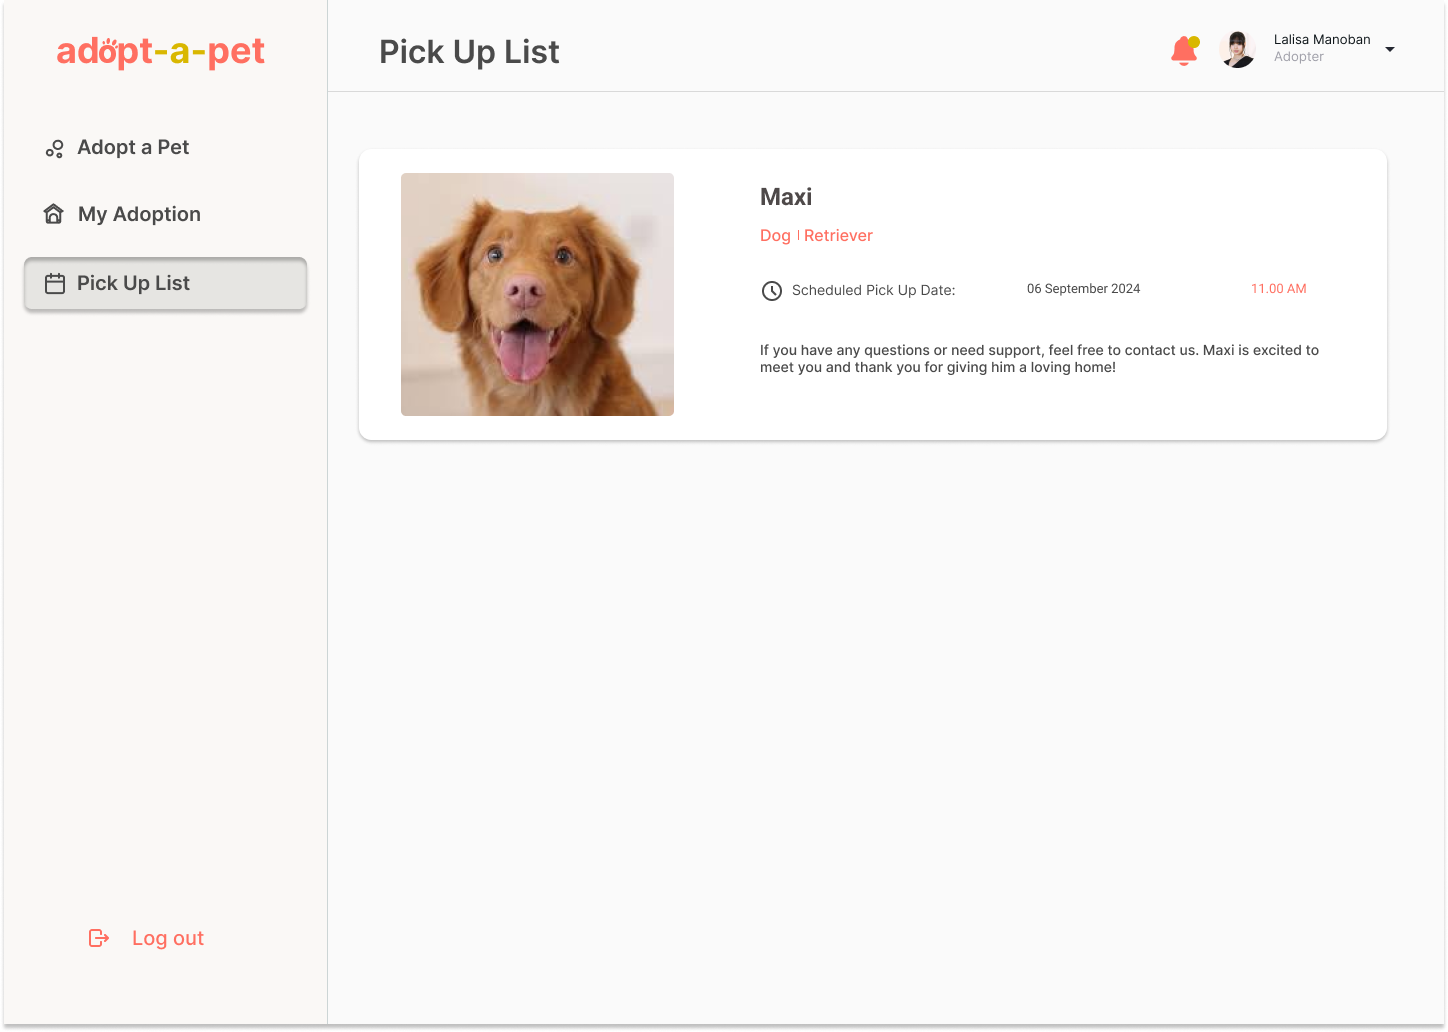 adopt-a-pet
Adopt a Pet
My Adoption
Pick Up List
Log out
Pick Up List
Lalisa Manoban
Adopter
Maxi
Dog | Retriever
Scheduled Pick Up Date: 06 September 2024 11.00 AM
If you have any questions or need support, feel free to contact us. Maxi is excited to
meet you and thank you for giving him a loving home!